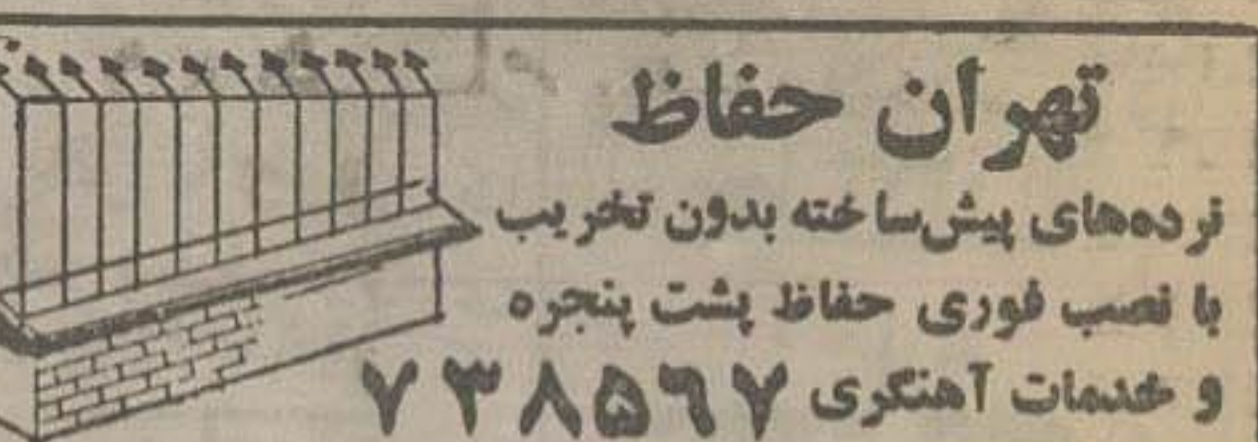 تهران حفاظ
نرده‌های پیش‌ساخته بدون تخریب
با نصب فوری حفاظ پشت پنجره
و خدمات آهنگری ۷۳۸۵۶۷